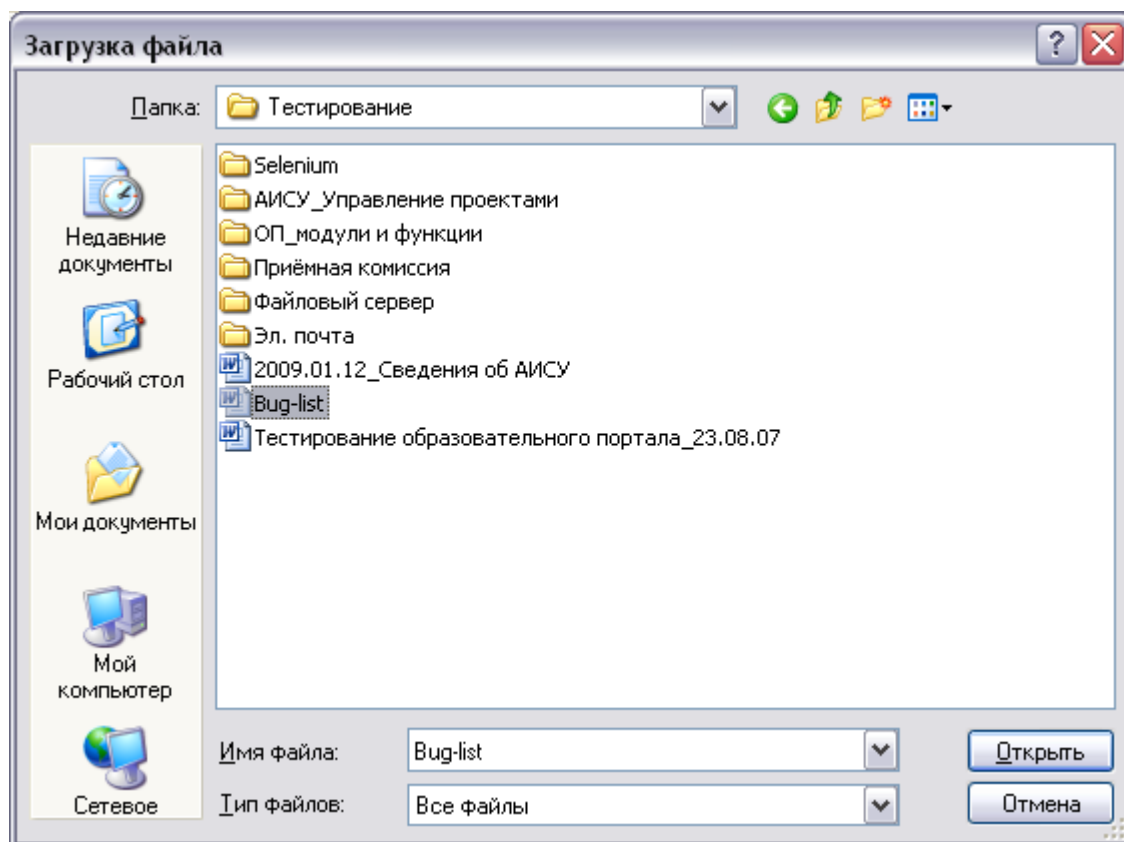 Загрузка файла
Папка: Тестирование
Selenium
АИСУ_Управление проектами
ОП_модули и функции
Приёмная комиссия
Файловый сервер
Эл. почта
2009.01.12_Сведения об АИСУ
Bug-list
Тестирование образовательного портала_23.08.07
Недавние
документы
Рабочий стол
Мои документы
Мой
компьютер
Сетевое
Имя файла: Bug-list
Открыть
Тип файлов: Все файлы
Отмена